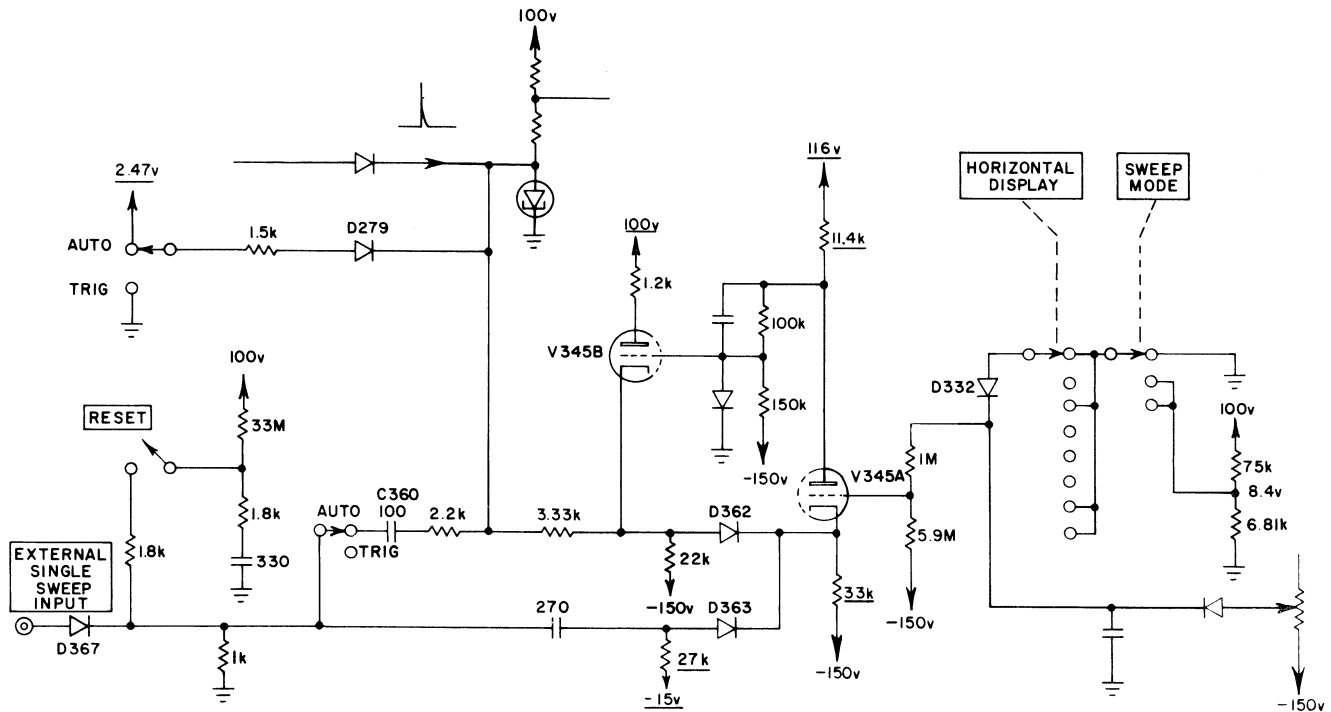 100v
116v
HORIZONTAL
DISPLAY
SWEEP
MODE
2.47v
AUTO
1.5k
D279
TRIG
100v
1.2k
11.4k
V345B
100k
150k
-150v
D332
100v
75k
8.4v
6.81k
100v
33M
RESET
1.8k
330
1.8k
AUTO
TRIG
C360
100
2.2k
3.33k
D362
V345A
1M
5.9M
-150v
22k
-150v
33k
-150v
EXTERNAL
SINGLE
SWEEP
INPUT
D367
1k
270
D363
27k
-15v
-150v